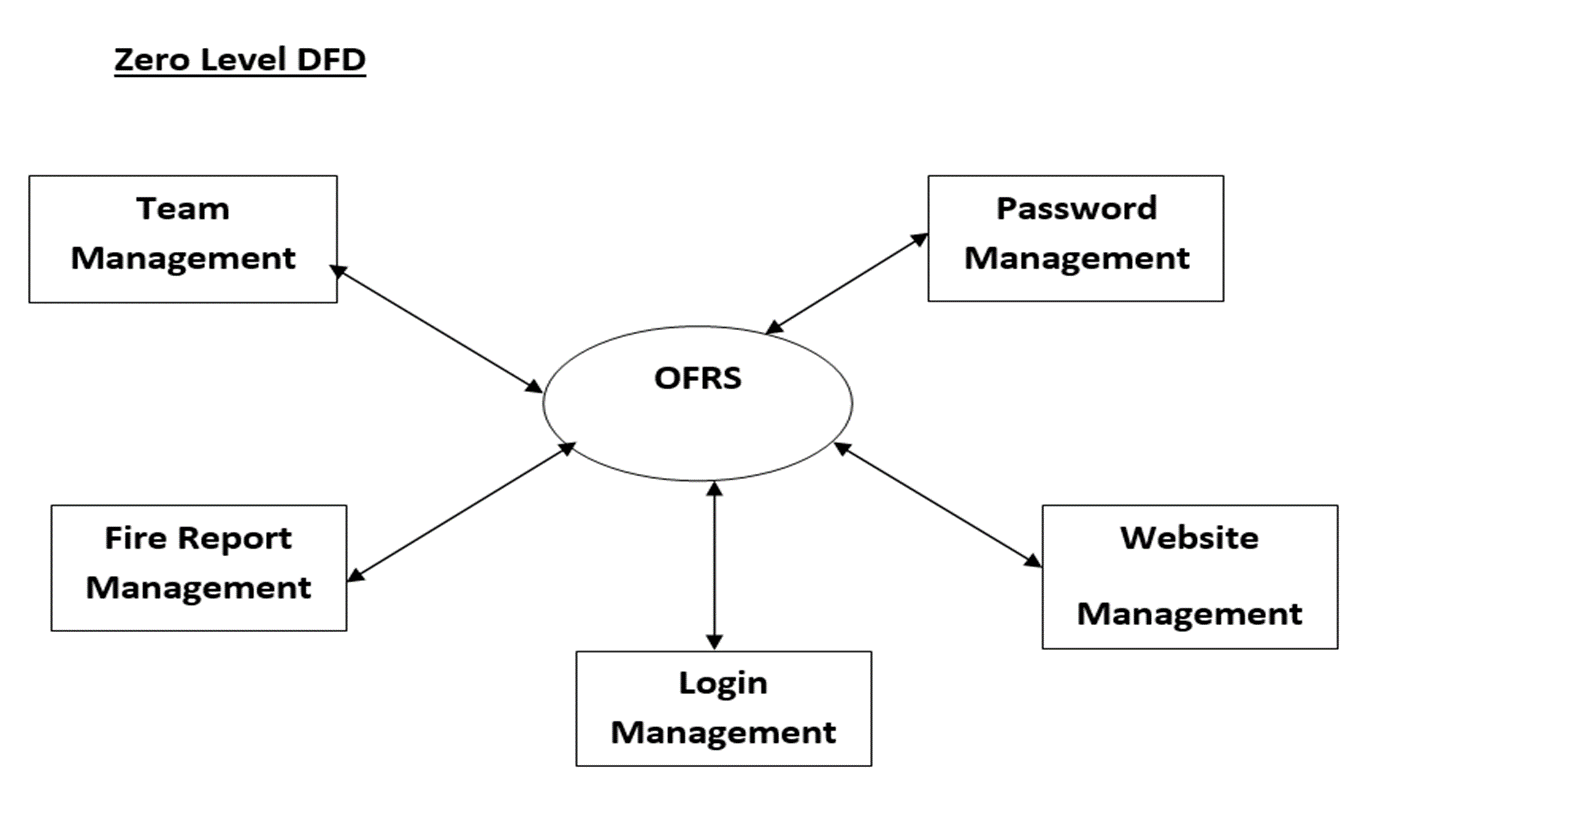 Zero Level DFD
Team
Management
Password
Management
OFRS
Fire Report
Management
Website
Management
Login
Management